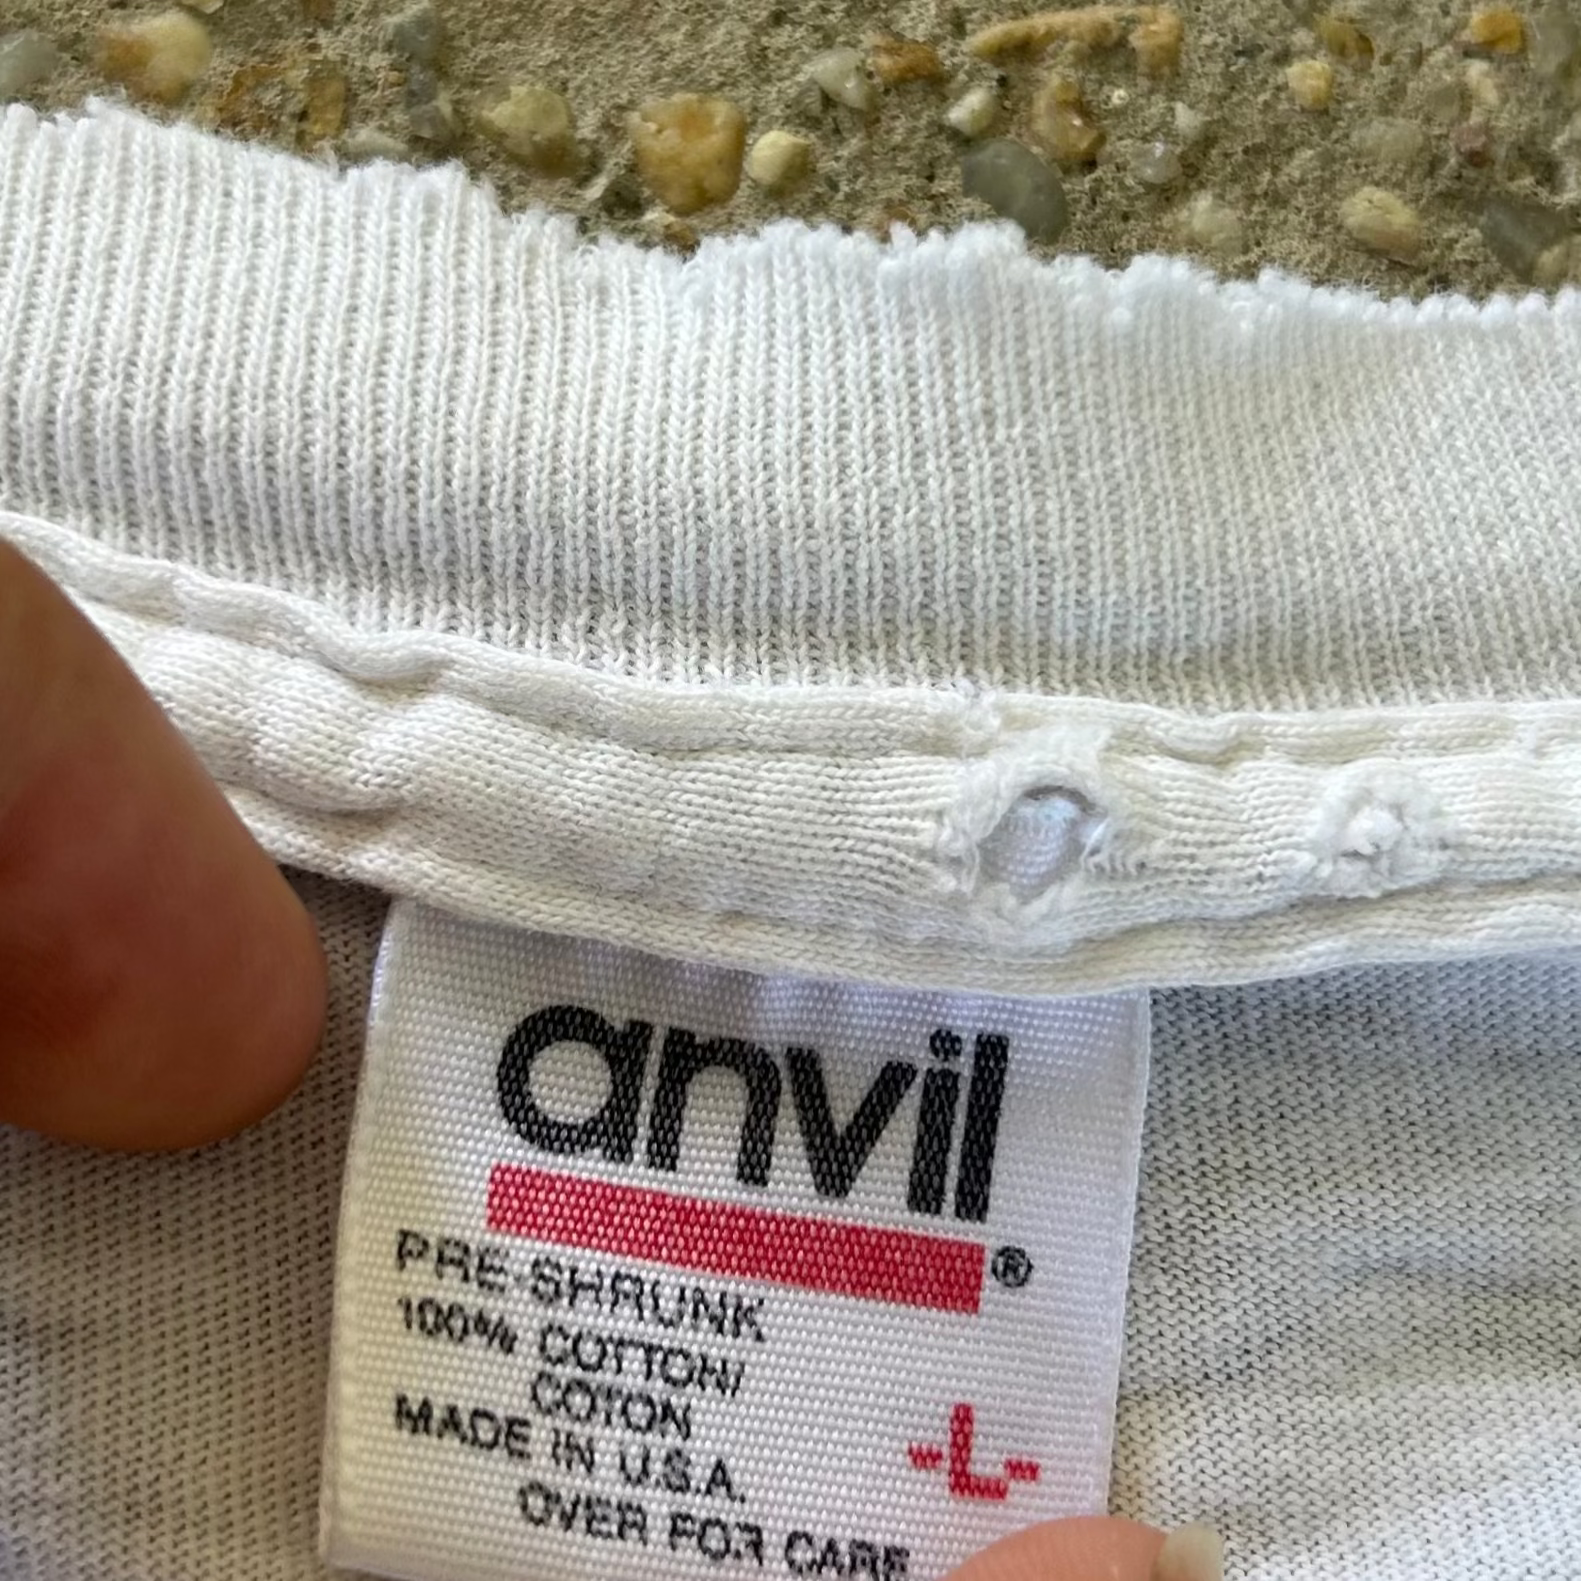 anvil®
PRE-SHRUNK
100% COTTON/
COTON
MADE IN U.S.A.
-L-
OVER FOR CARE